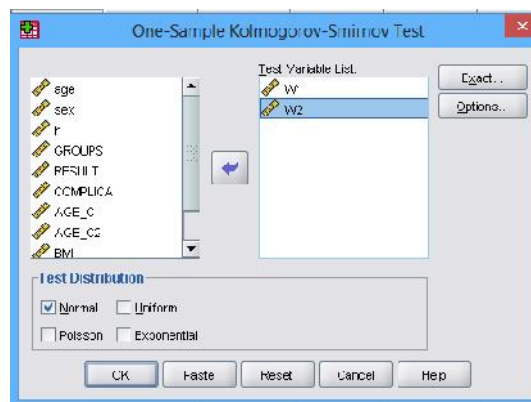 One-Sample Kolmogorov-Smirnov Test
Test Variable List:
age
sex
h
GROUPS
RESULT
COMPLICA
AGE_C
AGE_C2
BMI
W
W2
Exact...
Options...
Test Distribution
Normal
Uniform
Poisson
Exponential
OK
Paste
Reset
Cancel
Help